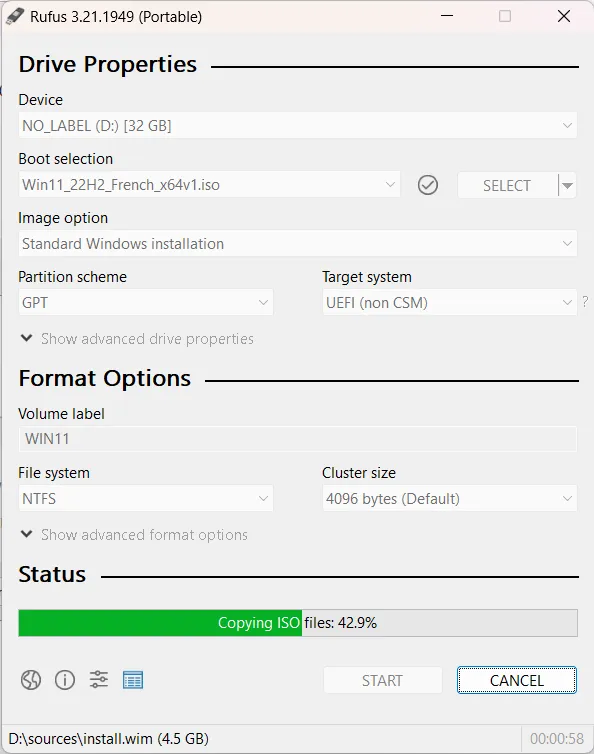 Rufus 3.21.1949 (Portable)
Drive Properties
Device
NO_LABEL (D:) [32 GB]
Boot selection
Win11_22H2_French_x64v1.iso
SELECT
Image option
Standard Windows installation
Partition scheme
Target system
GPT
UEFI (non CSM)
?
Show advanced drive properties
Format Options
Volume label
WIN11
File system
Cluster size
NTFS
4096 bytes (Default)
Show advanced format options
Status
Copying ISO files: 42.9%
START
CANCEL
D:\sources\install.wim (4.5 GB)
00:00:58